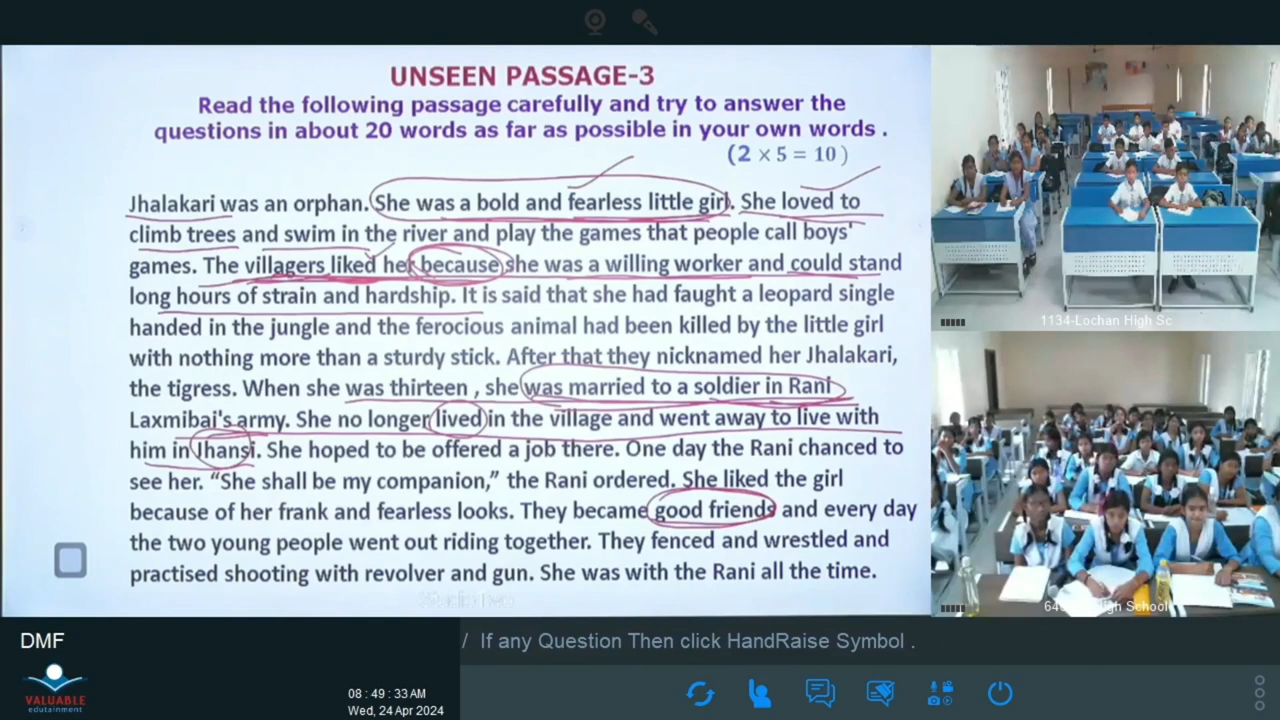 UNSEEN PASSAGE-3
Read the following passage carefully and try to answer the
questions in about 20 words as far as possible in your own words .
(2 × 5 = 10 )
Jhalakari was an orphan. She was a bold and fearless little girl. She loved to
climb trees and swim in the river and play the games that people call boys'
games. The villagers liked her because she was a willing worker and could stand
long hours of strain and hardship. It is said that she had faught a leopard single
handed in the jungle and the ferocious animal had been killed by the little girl
with nothing more than a sturdy stick. After that they nicknamed her Jhalakari,
the tigress. When she was thirteen , she was married to a soldier in Rani
Laxmibai's army. She no longer lived in the village and went away to live with
him in Jhansi. She hoped to be offered a job there. One day the Rani chanced to
see her. “She shall be my companion,” the Rani ordered. She liked the girl
because of her frank and fearless looks. They became good friends and every day
the two young people went out riding together. They fenced and wrestled and
practised shooting with revolver and gun. She was with the Rani all the time.
Studio Two
1134-Lochan High Sc
High School
DMF
/ If any Question Then click HandRaise Symbol .
VALUABLE
edutainment
08 : 49 : 33 AM
Wed, 24 Apr 2024